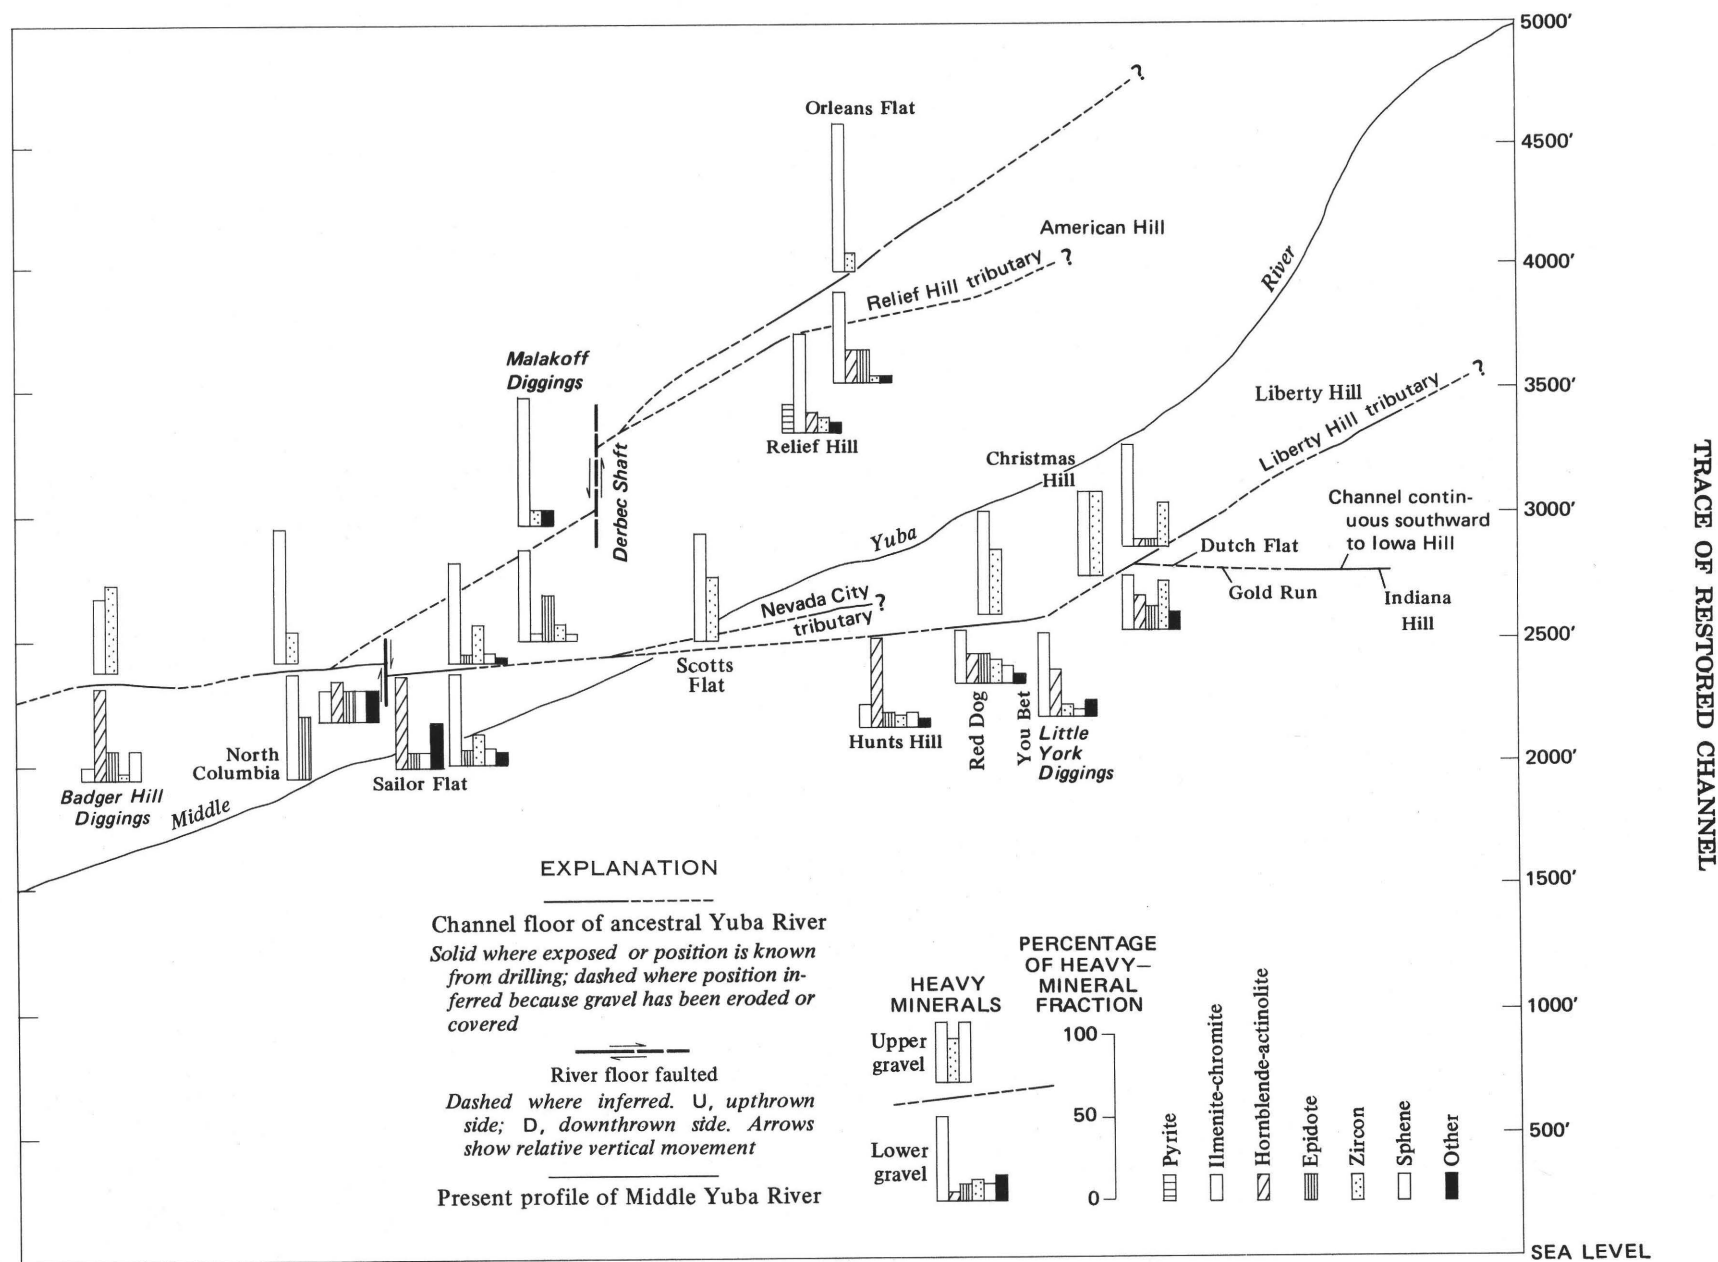 5000′
?
Orleans Flat
4500′
American Hill
River
4000′
Relief Hill tributary ?
Malakoff
Diggings
3500′
Liberty Hill
Liberty Hill tributary ?
Relief Hill
Derbec Shaft
Christmas
Hill
3000′
Channel contin-
uous southward
to Iowa Hill
Yuba
Dutch Flat
Gold Run
Indiana
Hill
Nevada City ?
tributary
2500′
Scotts
Flat
North
Columbia
Sailor Flat
Hunts Hill
Red Dog
You Bet
Little
York
Diggings
2000′
Badger Hill
Diggings
Middle
1500′
TRACE OF RESTORED CHANNEL
EXPLANATION
Channel floor of ancestral Yuba River
Solid where exposed or position is known
from drilling; dashed where position in-
ferred because gravel has been eroded or
covered
River floor faulted
Dashed where inferred. U, upthrown
side; D, downthrown side. Arrows
show relative vertical movement
Present profile of Middle Yuba River
HEAVY
MINERALS
Upper
gravel
Lower
gravel
PERCENTAGE
OF HEAVY—
MINERAL
FRACTION
100
50
0
Pyrite
Ilmenite-chromite
Hornblende-actinolite
Epidote
Zircon
Sphene
Other
1000′
500′
SEA LEVEL